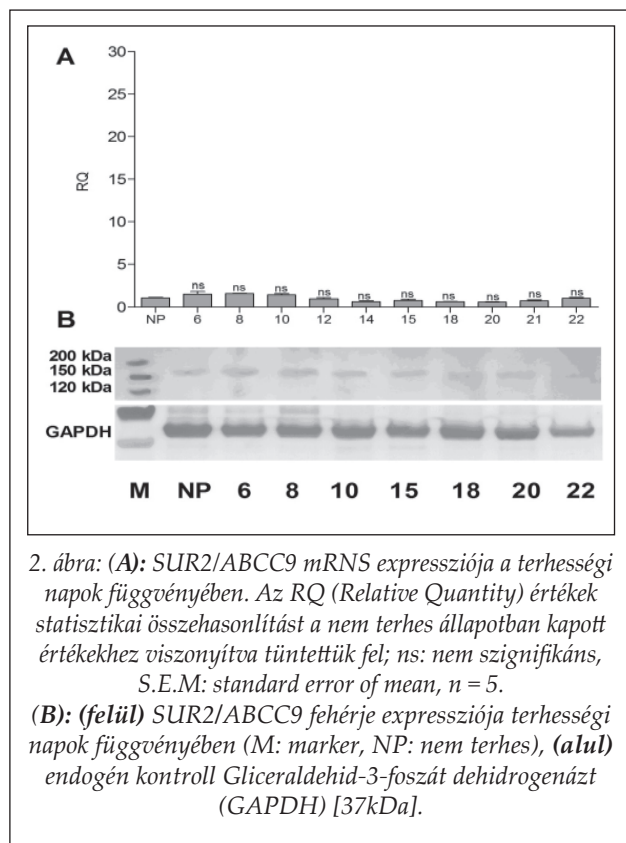 A
30
25
20
15
10
5
0
RQ
ns ns ns ns ns ns ns ns ns ns
NP 6 8 10 12 14 15 18 20 21 22
B
200 kDa
150 kDa
120 kDa
GAPDH
M NP 6 8 10 15 18 20 22
2. ábra: (A): SUR2/ABCC9 mRNS expressziója a terhességi
napok függvényében. Az RQ (Relative Quantity) értékek
statisztikai összehasonlítást a nem terhes állapotban kapott
értékekhez viszonyítva tüntettük fel; ns: nem szignifikáns,
S.E.M: standard error of mean, n = 5.
(B): (felül) SUR2/ABCC9 fehérje expressziója terhességi
napok függvényében (M: marker, NP: nem terhes), (alul)
endogén kontroll Gliceraldehid-3-foszát dehidrogenázt
(GAPDH) [37kDa].